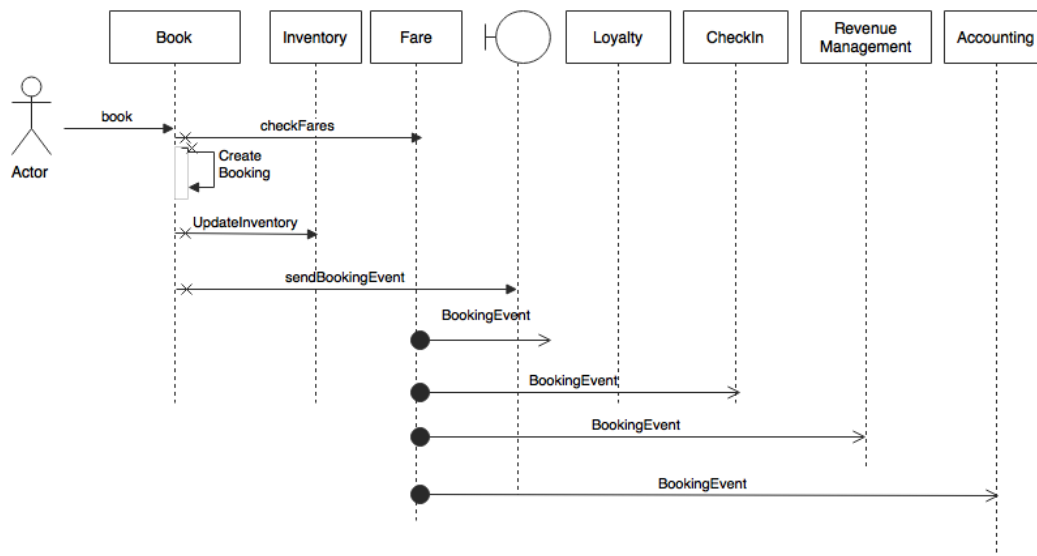 Book
Inventory
Fare
Loyalty
CheckIn
Revenue
Management
Accounting
book
Actor
checkFares
Create
Booking
UpdateInventory
sendBookingEvent
BookingEvent
BookingEvent
BookingEvent
BookingEvent